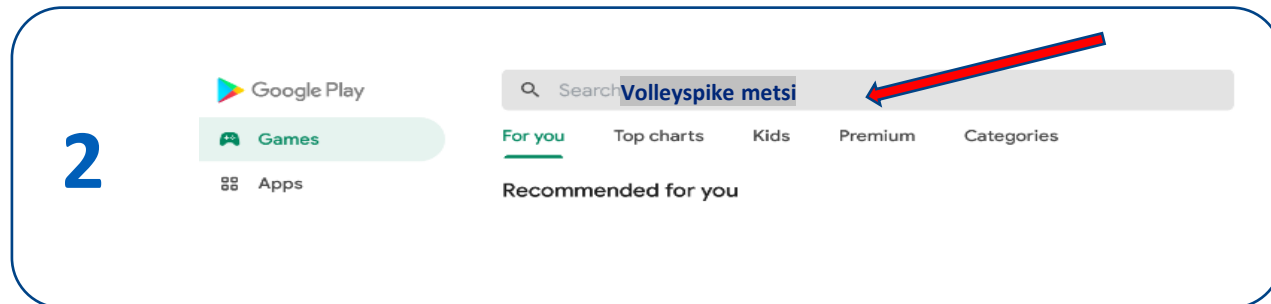 Google Play
Search Volleyspike metsi
2
Games
For you Top charts Kids Premium Categories
Apps
Recommended for you